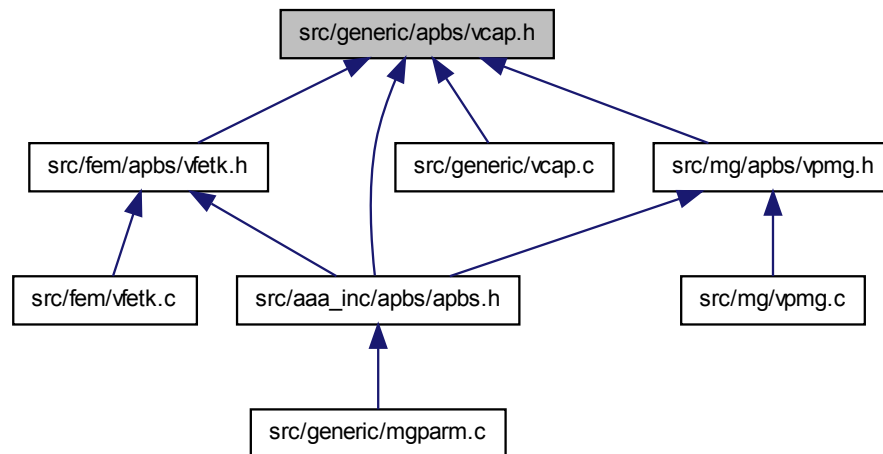 src/generic/apbs/vcap.h
src/fem/apbs/vfetk.h
src/generic/vcap.c
src/mg/apbs/vpmg.h
src/fem/vfetk.c
src/aaa_inc/apbs/apbs.h
src/mg/vpmg.c
src/generic/mgparm.c